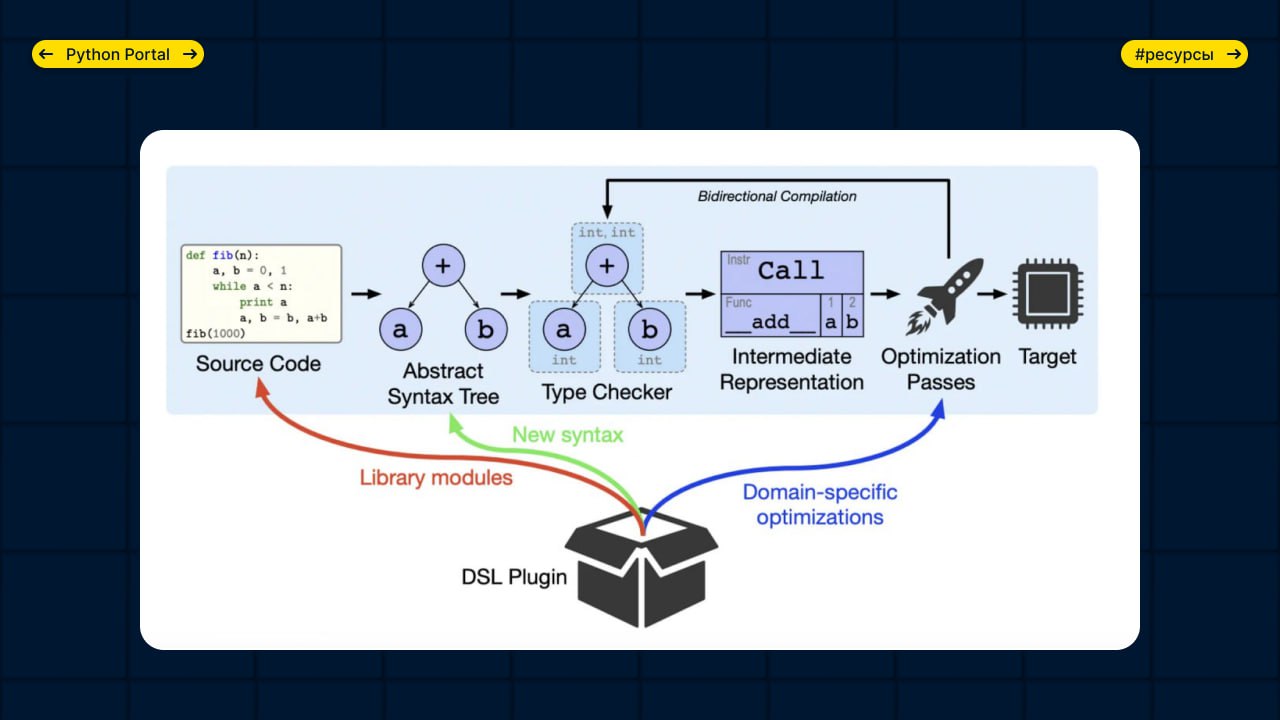 Python Portal
#ресурсы
Bidirectional Compilation
def fib(n):
    a, b = 0, 1
    while a < n:
        print a
        a, b = b, a+b
fib(1000)
Source Code
+
a
b
Abstract
Syntax Tree
int, int
+
a
int
b
int
Type Checker
Instr
Call
Func
__add__
1
a
2
b
Intermediate
Representation
Optimization
Passes
Target
New syntax
Library modules
Domain-specific
optimizations
DSL Plugin